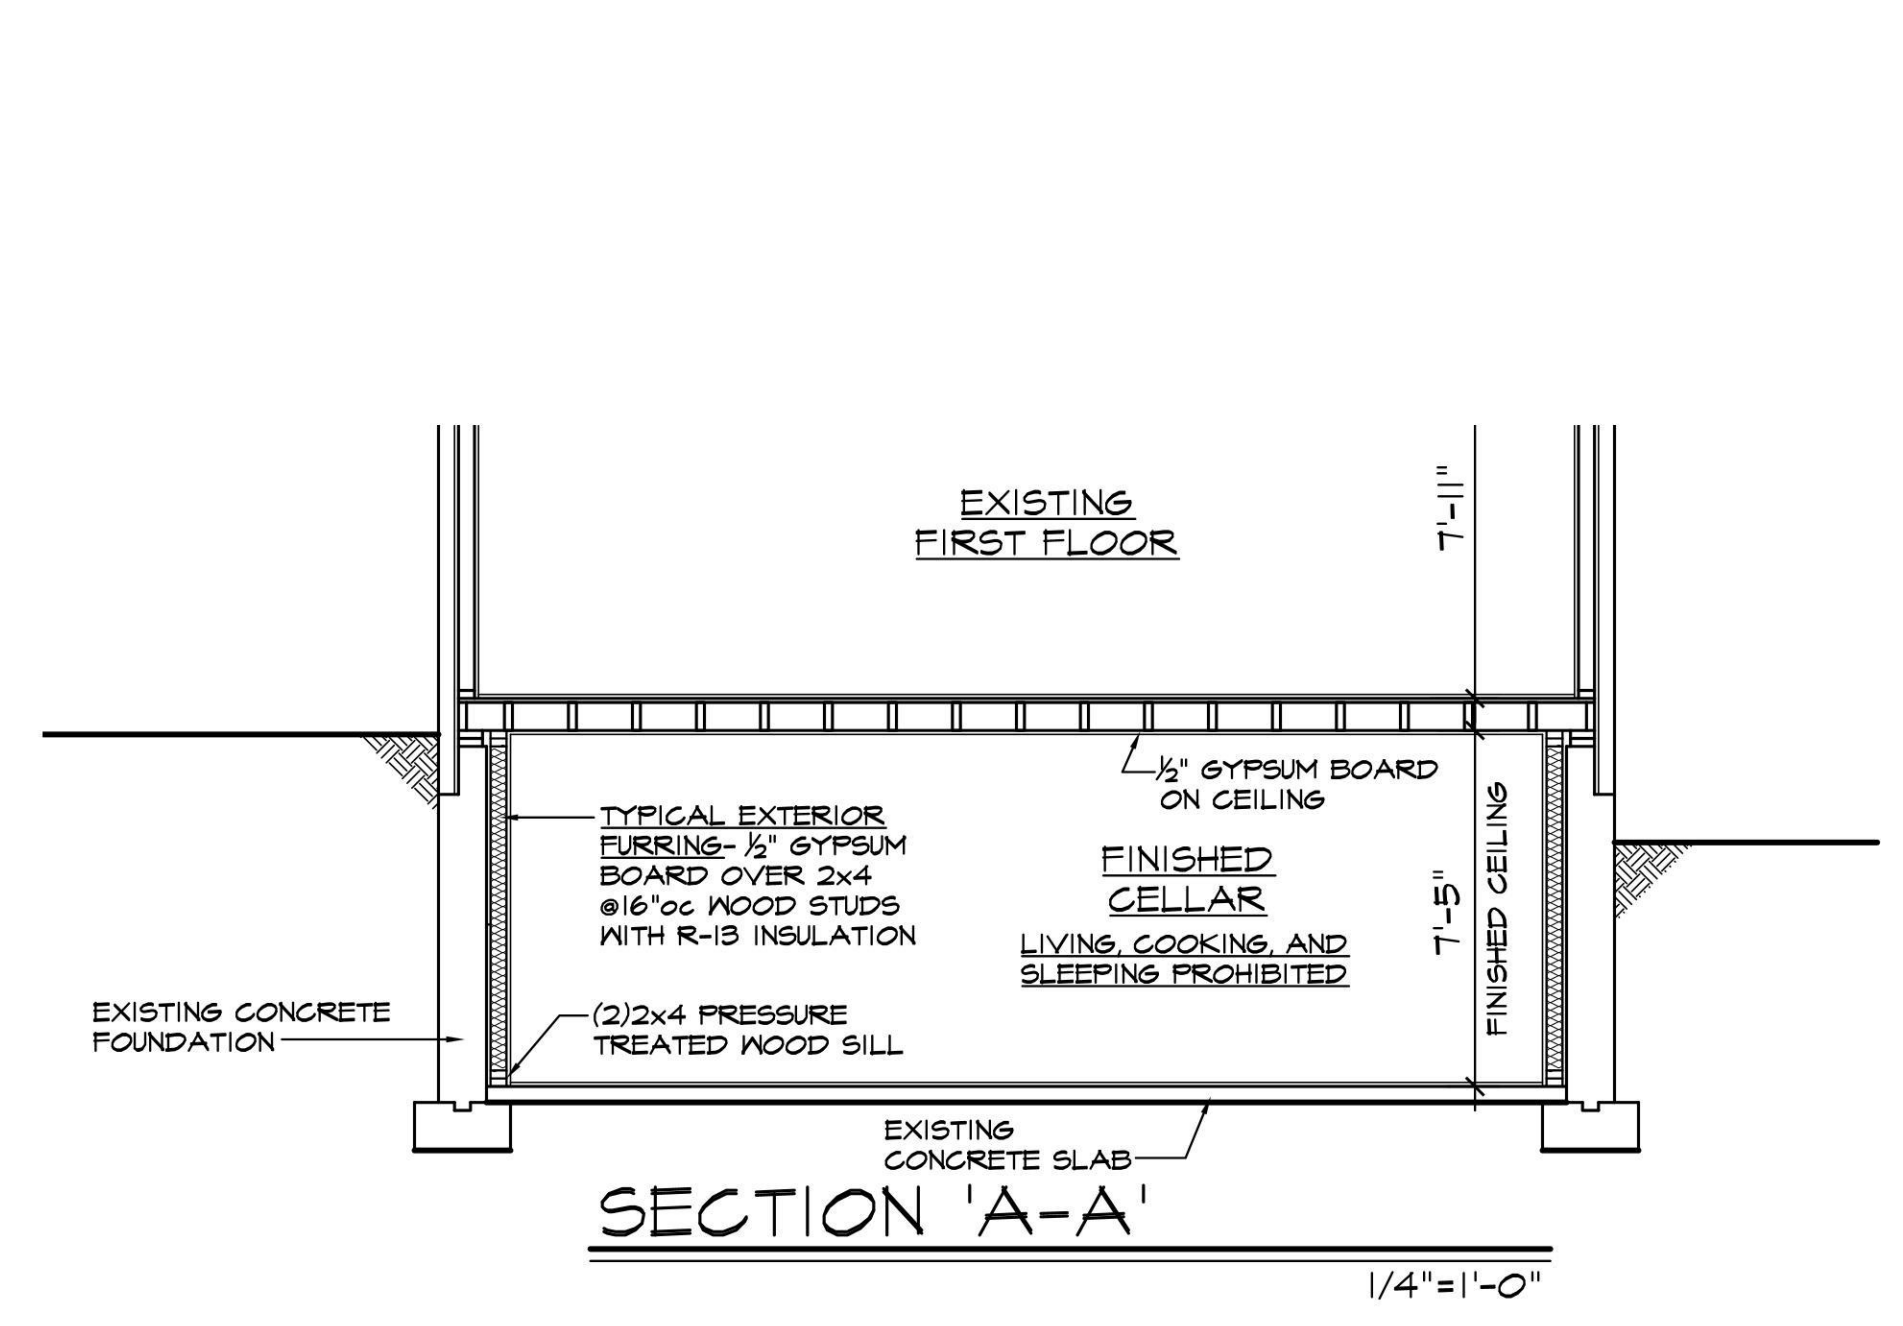 EXISTING
FIRST FLOOR
7'-11"
½" GYPSUM BOARD
ON CEILING
TYPICAL EXTERIOR
FURRING- ½" GYPSUM
BOARD OVER 2x4
@16"oc WOOD STUDS
WITH R-13 INSULATION
FINISHED
CELLAR
LIVING, COOKING, AND
SLEEPING PROHIBITED
7'-5"
FINISHED CEILING
EXISTING CONCRETE
FOUNDATION
(2)2x4 PRESSURE
TREATED WOOD SILL
EXISTING
CONCRETE SLAB
SECTION 'A-A'
1/4"=1'-0"